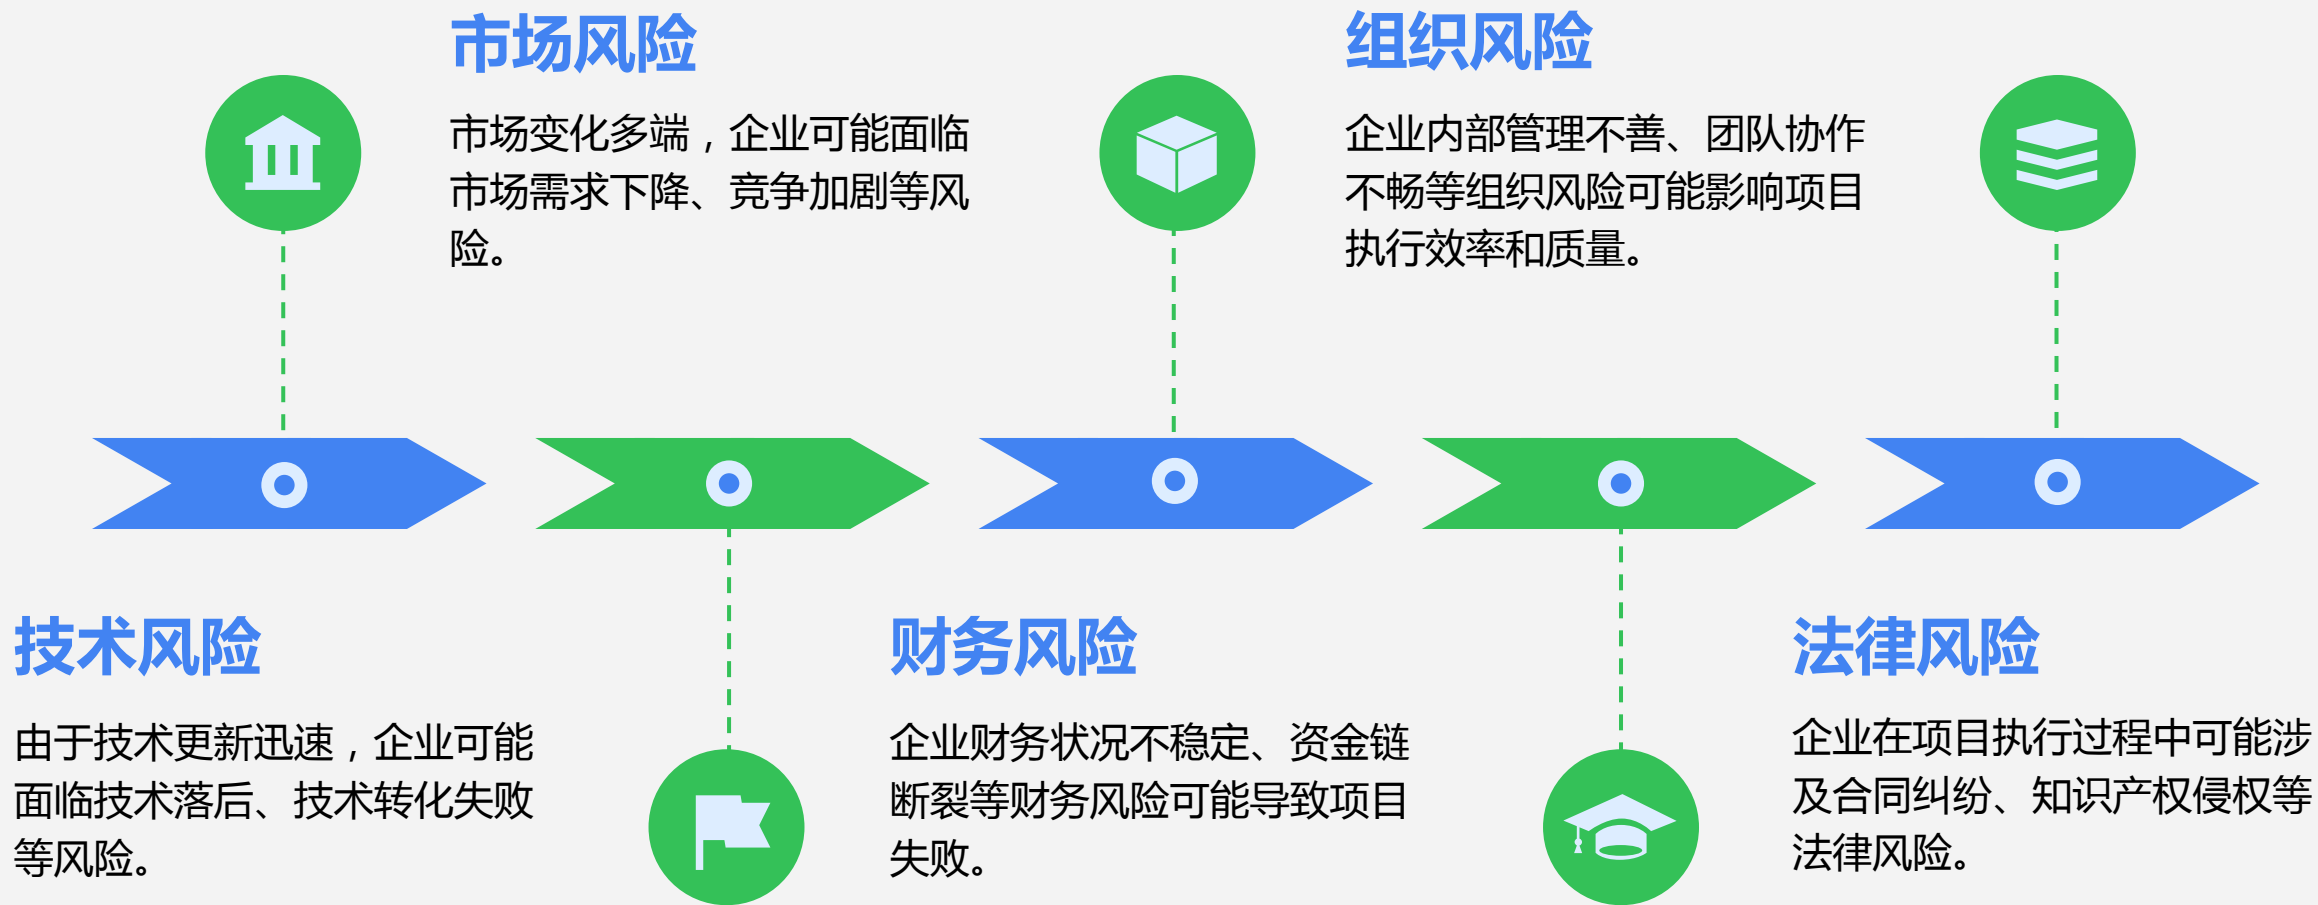 市场风险
市场变化多端，企业可能面临
市场需求下降、竞争加剧等风
险。
组织风险
企业内部管理不善、团队协作
不畅等组织风险可能影响项目
执行效率和质量。
技术风险
由于技术更新迅速，企业可能
面临技术落后、技术转化失败
等风险。
财务风险
企业财务状况不稳定、资金链
断裂等财务风险可能导致项目
失败。
法律风险
企业在项目执行过程中可能涉
及合同纠纷、知识产权侵权等
法律风险。